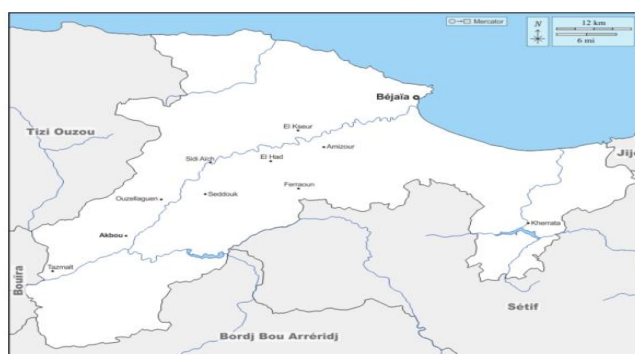 Mercator
N
12 km
6 mi
Béjaïa
Tizi Ouzou
El Kseur
Amizour
Sidi Aïch
El Had
Ouzellaguen
Seddouk
Ferraoun
Jije
Akbou
Kherrata
Tazmalt
Bouira
Sétif
Bordj Bou Arréridj